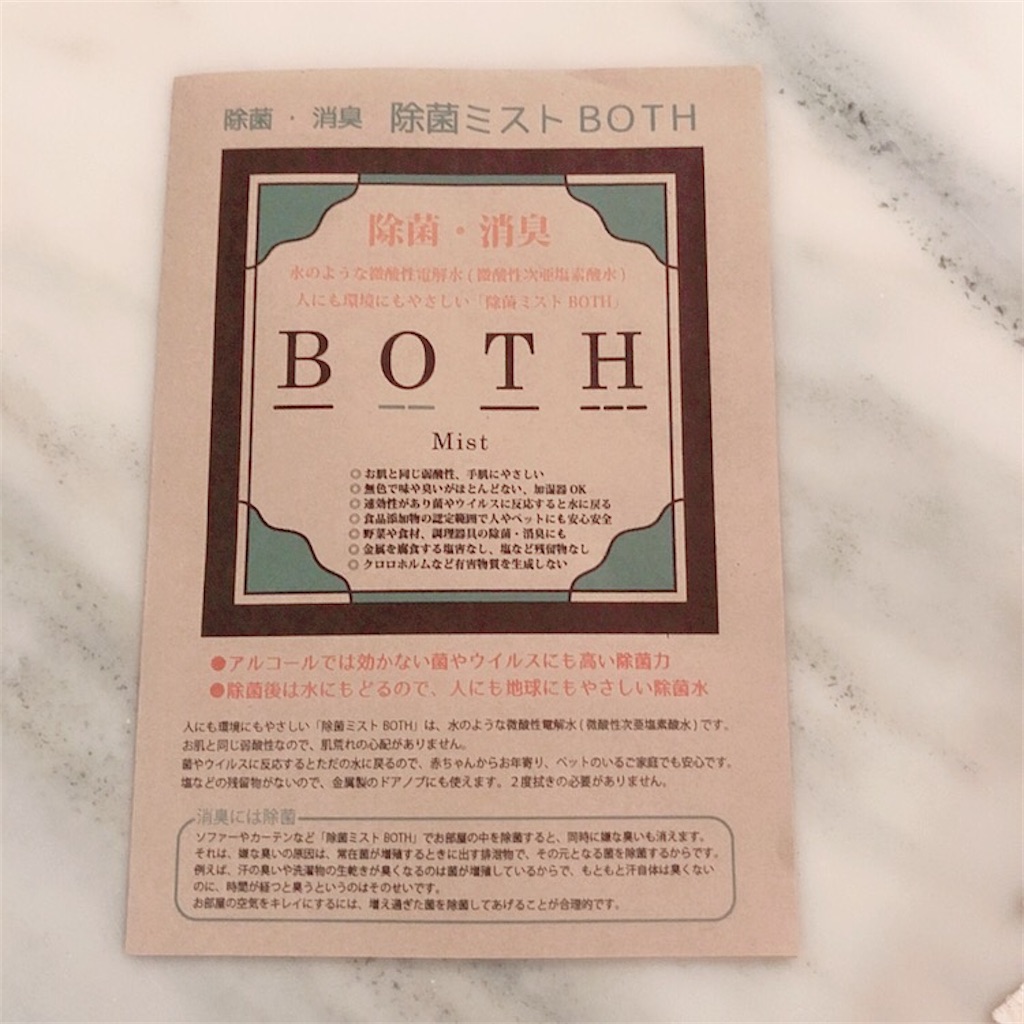 除菌・消臭 除菌ミスト BOTH
除菌・消臭
水のような微酸性電解水(微酸性次亜塩素酸水)
人にも環境にもやさしい「除菌ミスト BOTH」
BOTH
Mist
◎お肌と同じ弱酸性、手肌にやさしい
◎無色で味や臭いがほとんどない、加湿器 OK
◎速効性があり菌やウイルスに反応すると水に戻る
◎食品添加物の認定範囲で人やペットにも安心安全
◎野菜や食材、調理器具の除菌・消臭にも
◎金属を腐食する塩害なし、塩など残留物なし
◎クロロホルムなど有害物質を生成しない
●アルコールでは効かない菌やウイルスにも高い除菌力
●除菌後は水にもどるので、人にも地球にもやさしい除菌水
人にも環境にもやさしい「除菌ミスト BOTH」は、水のような微酸性電解水(微酸性次亜塩素酸水)です。
お肌と同じ弱酸性なので、肌荒れの心配がありません。
菌やウイルスに反応するとただの水に戻るので、赤ちゃんからお年寄り、ペットのいるご家庭でも安心です。
塩などの残留物がないので、金属製のドアノブにも使えます。2度拭きの必要がありません。
消臭には除菌
ソファーやカーテンなど「除菌ミスト BOTH」でお部屋の中を除菌すると、同時に嫌な臭いも消えます。
それは、嫌な臭いの原因は、常在菌が増殖するときに出す排泄物で、その元となる菌を除菌するからです。
例えば、汗の臭いや洗濯物の生乾きが臭くなるのは菌が増殖しているからで、もともと汗自体は臭くない
のに、時間が経つと臭うというのはそのせいです。
お部屋の空気をキレイにするには、増え過ぎた菌を除菌してあげることが合理的です。